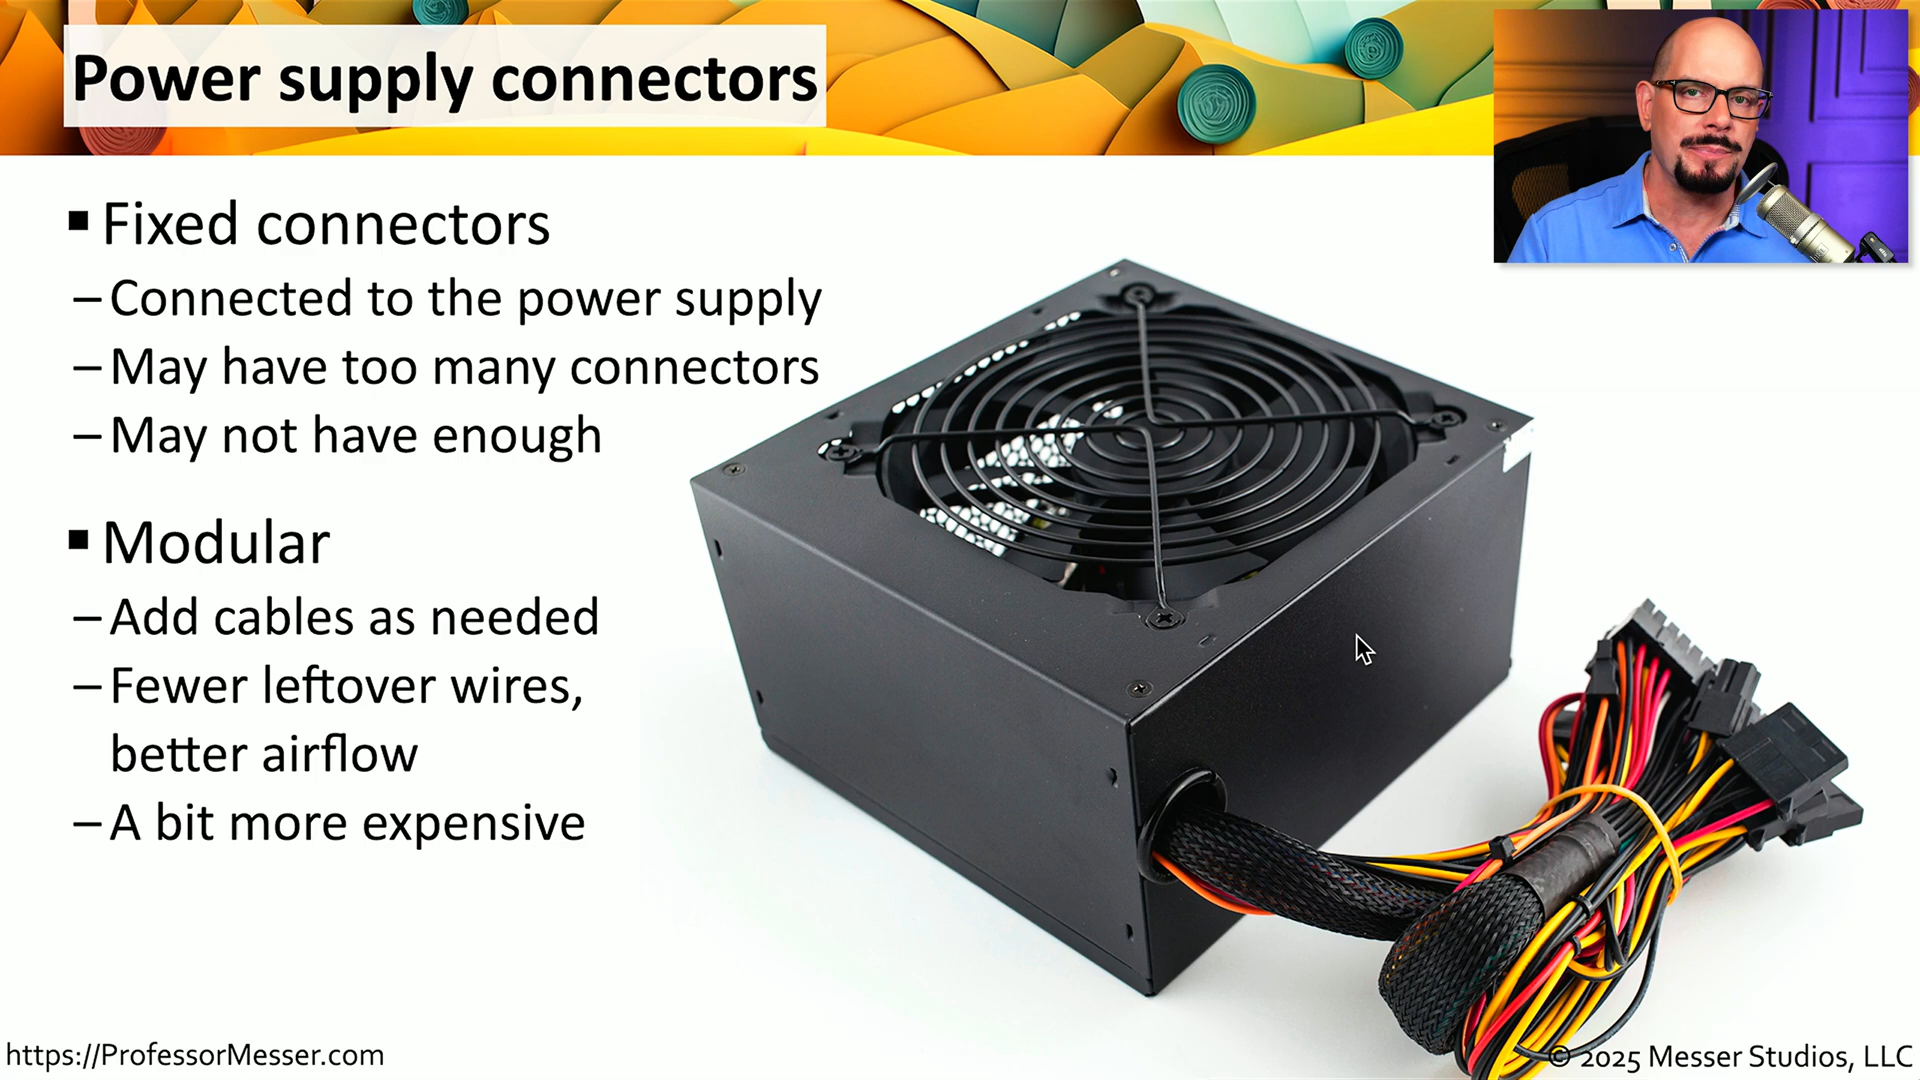 Power supply connectors
▪ Fixed connectors
– Connected to the power supply
– May have too many connectors
– May not have enough
▪ Modular
– Add cables as needed
– Fewer leftover wires,
better airflow
– A bit more expensive
https://ProfessorMesser.com
© 2025 Messer Studios, LLC